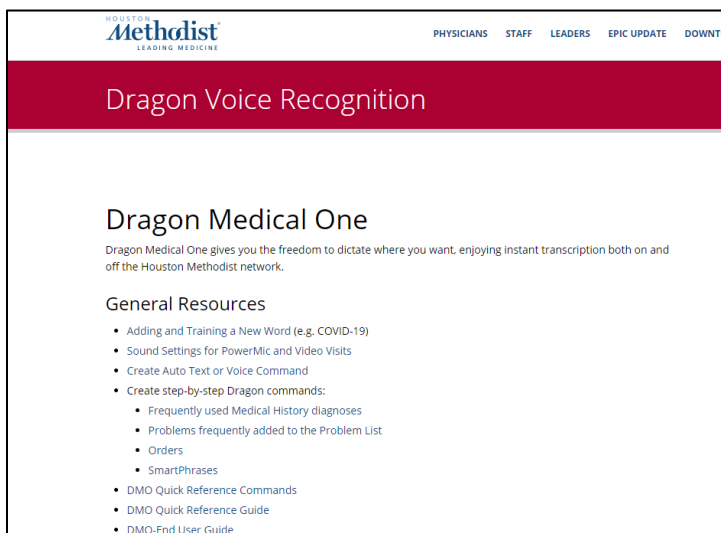 HOUSTON
Methodist
LEADING MEDICINE
PHYSICIANS STAFF LEADERS EPIC UPDATE
Dragon Voice Recognition
Dragon Medical One
Dragon Medical One gives you the freedom to dictate where you want, enjoying instant transcription both on and
off the Houston Methodist network.
General Resources
• Adding and Training a New Word (e.g. COVID-19)
• Sound Settings for PowerMic and Video Visits
• Create Auto Text or Voice Command
• Create step-by-step Dragon commands:
• Frequently used Medical History diagnoses
• Problems frequently added to the Problem List
• Orders
• SmartPhrases
• DMO Quick Reference Commands
• DMO Quick Reference Guide
• DMO-End User Guide